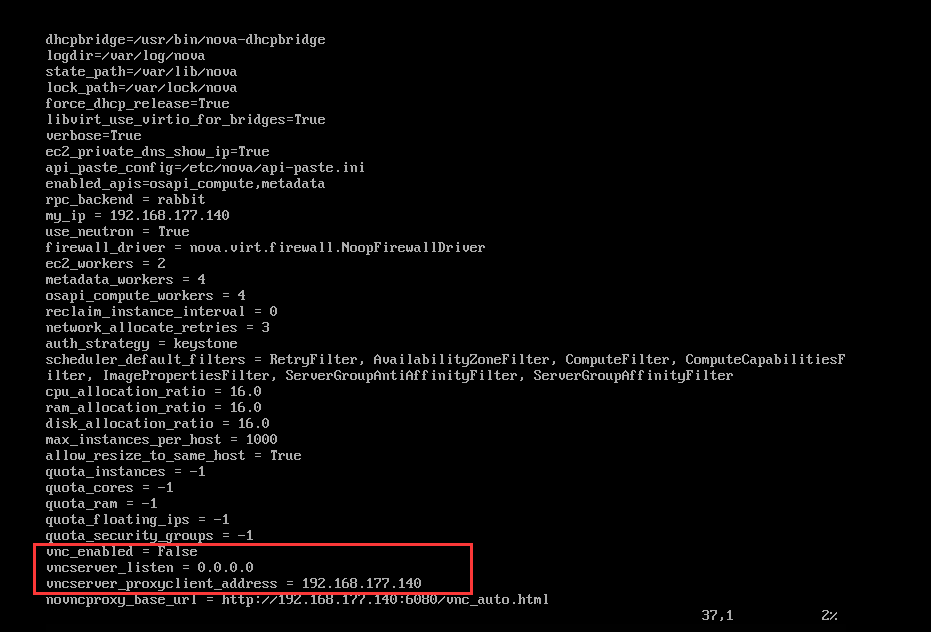 dhcpbridge=/usr/bin/nova-dhcpbridge
logdir=/var/log/nova
state_path=/var/lib/nova
lock_path=/var/lock/nova
force_dhcp_release=True
libvirt_use_virtio_for_bridges=True
verbose=True
ec2_private_dns_show_ip=True
api_paste_config=/etc/nova/api-paste.ini
enabled_apis=osapi_compute,metadata
rpc_backend = rabbit
my_ip = 192.168.177.140
use_neutron = True
firewall_driver = nova.virt.firewall.NoopFirewallDriver
ec2_workers = 2
metadata_workers = 4
osapi_compute_workers = 4
reclaim_instance_interval = 0
network_allocate_retries = 3
auth_strategy = keystone
scheduler_default_filters = RetryFilter, AvailabilityZoneFilter, ComputeFilter, ComputeCapabilitiesF
ilter, ImagePropertiesFilter, ServerGroupAntiAffinityFilter, ServerGroupAffinityFilter
cpu_allocation_ratio = 16.0
ram_allocation_ratio = 16.0
disk_allocation_ratio = 16.0
max_instances_per_host = 1000
allow_resize_to_same_host = True
quota_instances = -1
quota_cores = -1
quota_ram = -1
quota_floating_ips = -1
quota_security_groups = -1
vnc_enabled = False
vncserver_listen = 0.0.0.0
vncserver_proxyclient_address = 192.168.177.140
novncproxy_base_url = http://192.168.177.140:6080/vnc_auto.html
37,1 2%